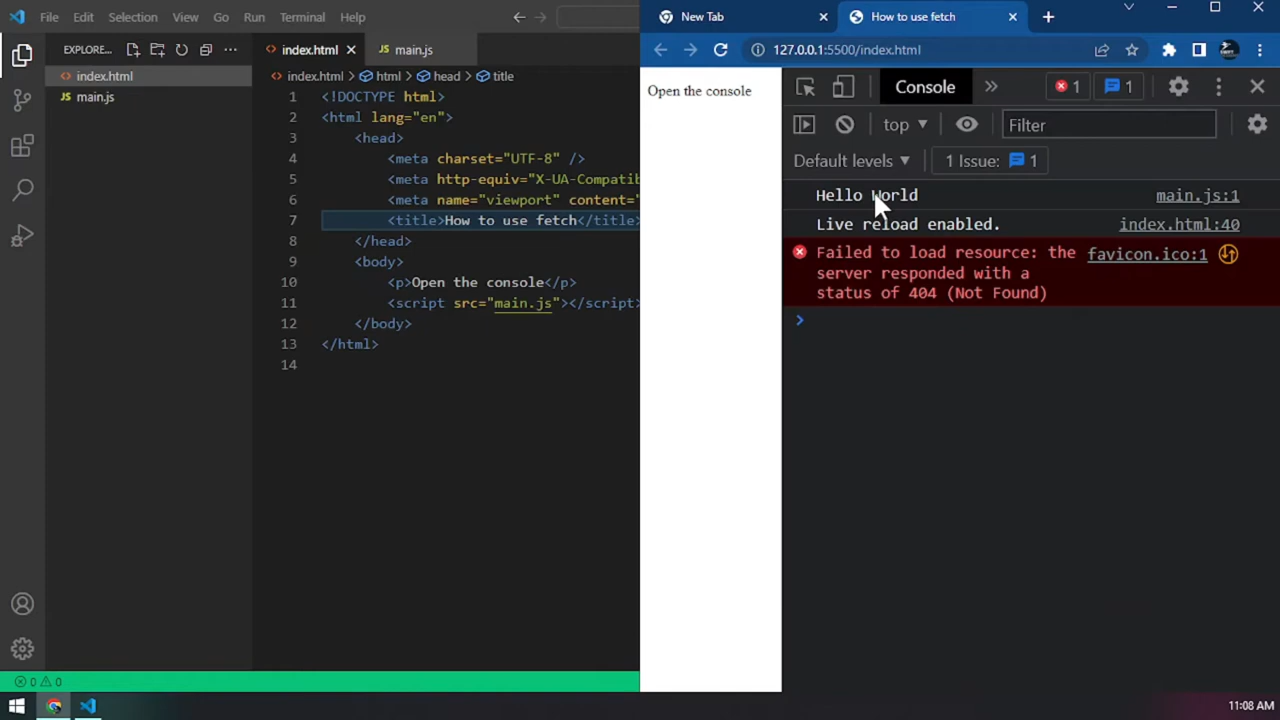 File Edit Selection View Go Run Terminal Help
EXPLORE...
index.html
JS main.js
index.html
JS main.js
index.html > html > head > title
1 <!DOCTYPE html>
2 <html lang="en">
3 <head>
4 <meta charset="UTF-8" />
5 <meta http-equiv="X-UA-Compatib
6 <meta name="viewport" content="
7 <title>How to use fetch</title>
8 </head>
9 <body>
10 <p>Open the console</p>
11 <script src="main.js"></script>
12 </body>
13 </html>
14
0 0
New Tab
How to use fetch
127.0.0.1:5500/index.html
Open the console
Console 1 1
top Filter
Default levels 1 Issue: 1
Hello World main.js:1
Live reload enabled. index.html:40
Failed to load resource: the favicon.ico:1
server responded with a
status of 404 (Not Found)
11:08 AM